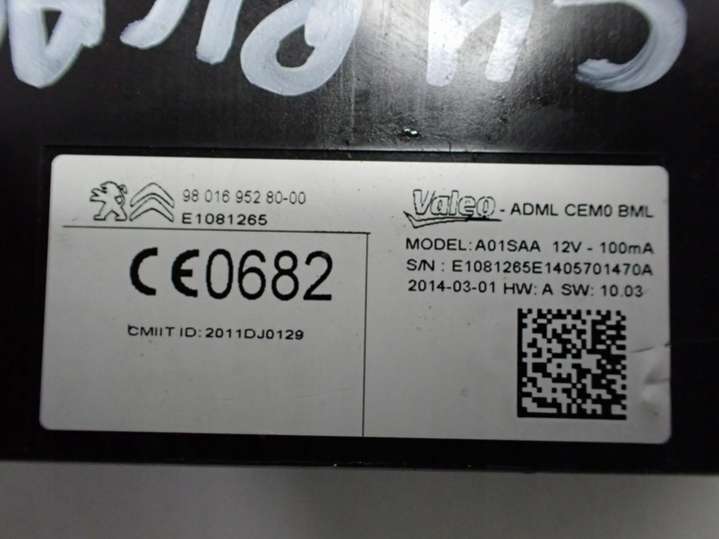 98 016 952 80-00
E1081265
CE0682
CMIIT ID: 2011DJ0129
Valeo - ADML CEM0 BML
MODEL: A01SAA 12V - 100mA
S/N : E1081265E1405701470A
2014-03-01 HW: A SW: 10.03